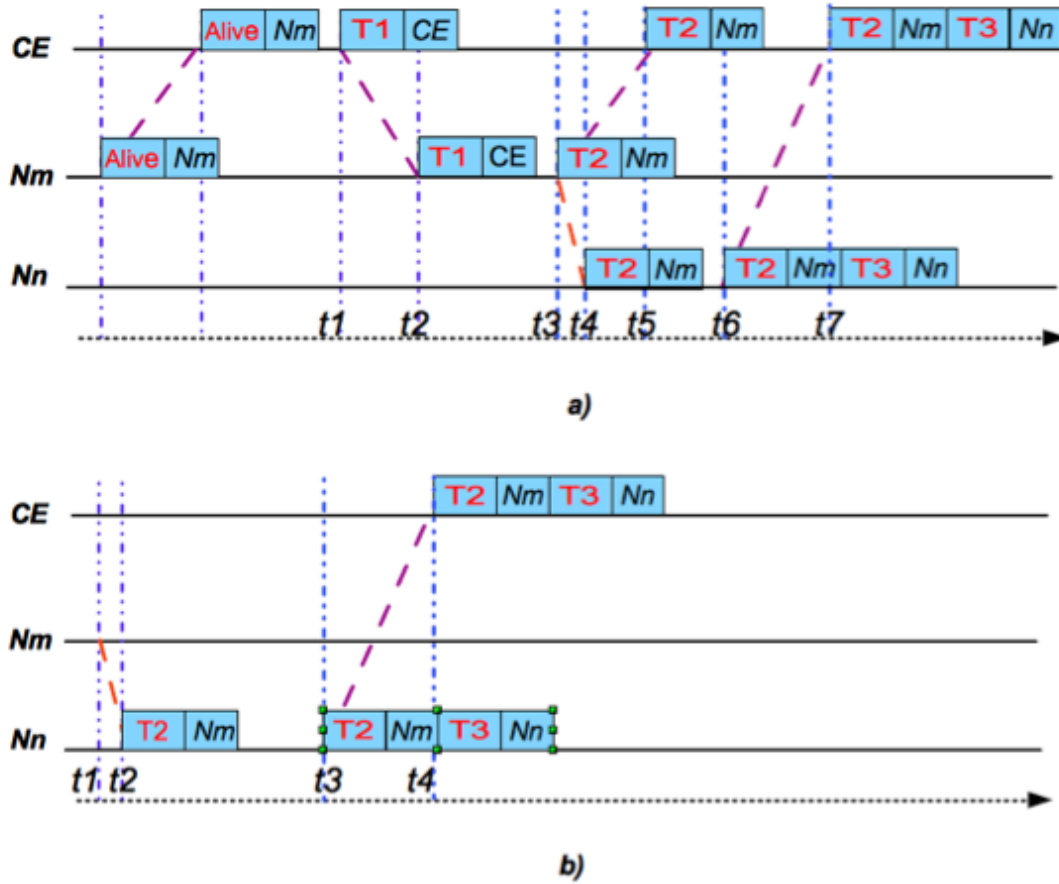 CE Alive Nm T1 CE T2 Nm T2 Nm T3 Nn
Nm Alive Nm T1 CE T2 Nm
Nn T2 Nm T2 Nm T3 Nn
t1 t2 t3 t4 t5 t6 t7
a)
CE T2 Nm T3 Nn
Nm
Nn T2 Nm T2 Nm T3 Nn
t1 t2 t3 t4
b)